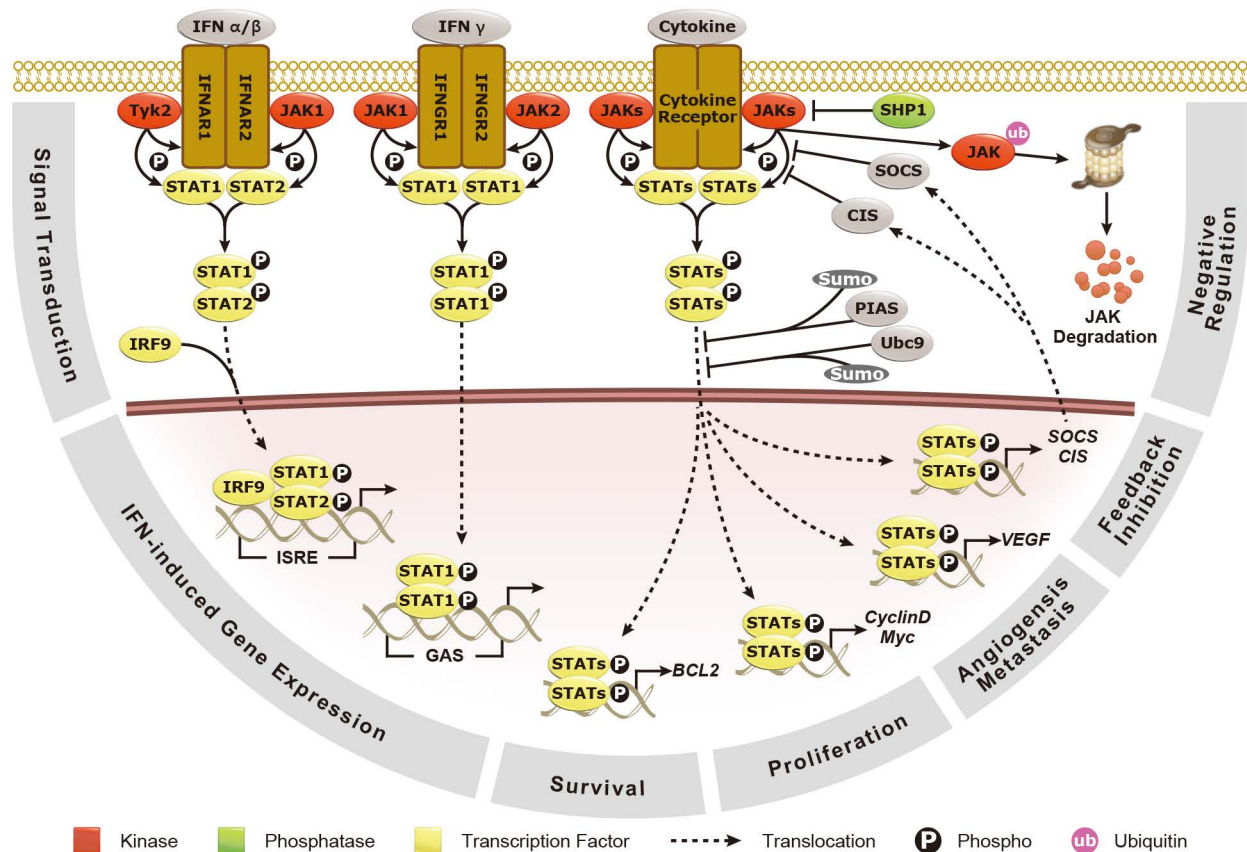 IFN α/β
IFN γ
Cytokine
IFNAR1
IFNAR2
IFNGR1
IFNGR2
Cytokine
Receptor
Tyk2
JAK1
JAK1
JAK2
JAKs
JAKs
SHP1
ub
JAK
P
P
P
P
P
P
SOCS
CIS
STAT1
STAT2
STAT1
STAT1
STATs
STATs
STAT1
P
STAT2
P
STAT1
P
STAT1
P
STATs
P
STATs
P
Sumo
PIAS
Ubc9
Sumo
JAK
Degradation
IRF9
IRF9
STAT1
P
STAT2
P
ISRE
STAT1
P
STAT1
P
GAS
STATs
P
STATs
P
BCL2
STATs
P
STATs
P
CyclinD
Myc
STATs
P
STATs
P
VEGF
STATs
P
STATs
P
SOCS
CIS
Signal Transduction
IFN-induced Gene Expression
Survival
Proliferation
Angiogensis
Metastasis
Feedback
Inhibition
Negative
Regulation
Kinase
Phosphatase
Transcription Factor
Translocation
P
Phospho
ub
Ubiquitin